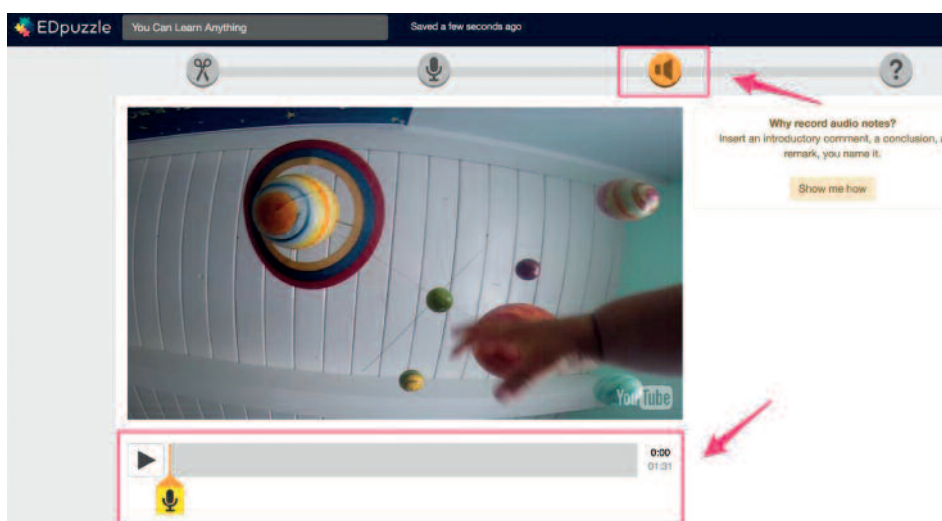 EDpuzzle
You Can Learn Anything
Saved a few seconds ago
?
Why record audio notes?
Insert an introductory comment, a conclusion,
remark, you name it.
Show me how
YouTube
0:00
01:31